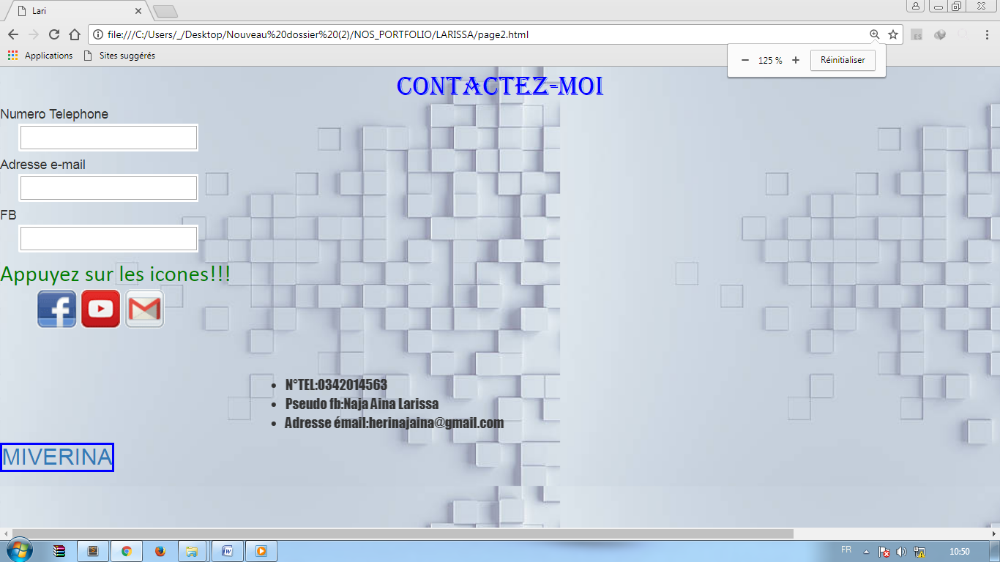 Lari
file:///C:/Users/_/Desktop/Nouveau%20dossier%20(2)/NOS_PORTFOLIO/LARISSA/page2.html
Applications
Sites suggérés
125 %
Réinitialiser
CONTACTEZ-MOI
Numero Telephone
Adresse e-mail
FB
Appuyez sur les icones!!!
N°TEL:0342014563
Pseudo fb:Naja Aina Larissa
Adresse émail:herinajaina@gmail.com
MIVERINA
FR
10:50